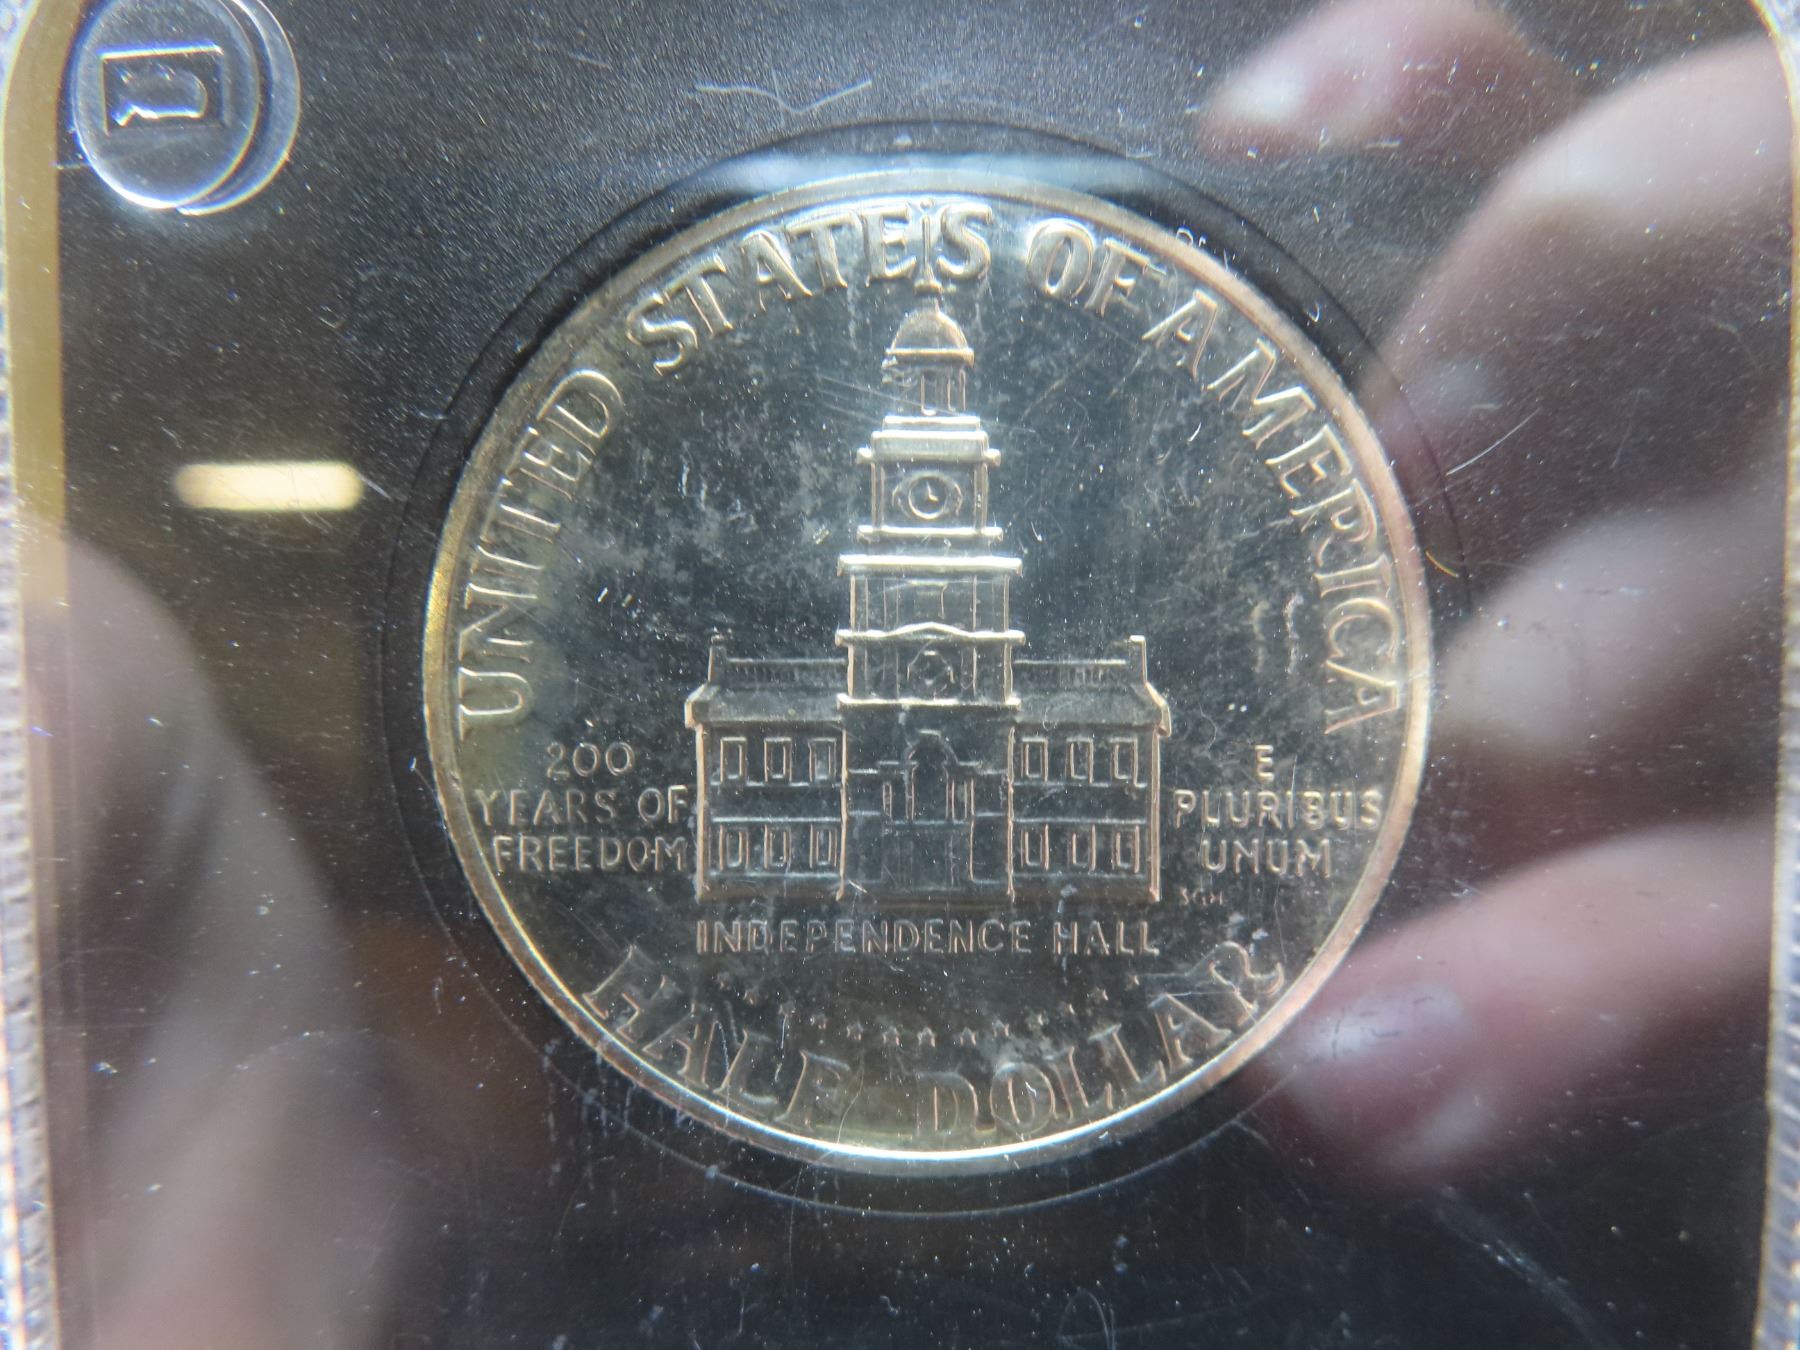 UNITED STATES OF AMERICA
200
YEARS OF
FREEDOM
E
PLURIBUS
UNUM
INDEPENDENCE HALL
HALF DOLLAR